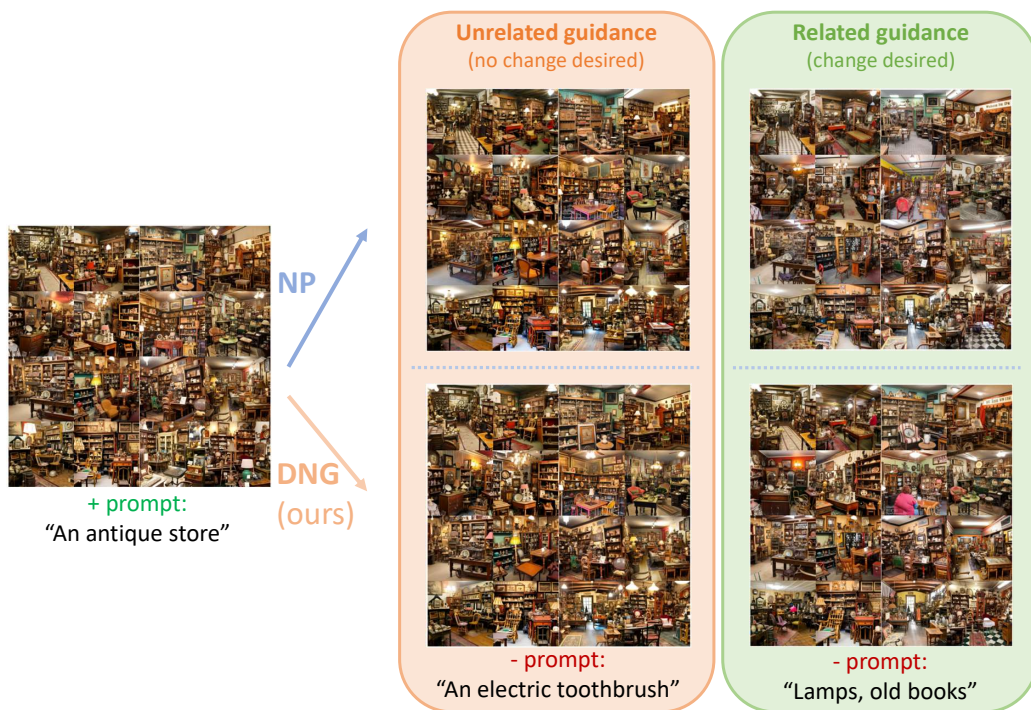 Unrelated guidance
(no change desired)
Related guidance
(change desired)
NP
DNG
(ours)
+ prompt:
“An antique store”
- prompt:
“An electric toothbrush”
- prompt:
“Lamps, old books”